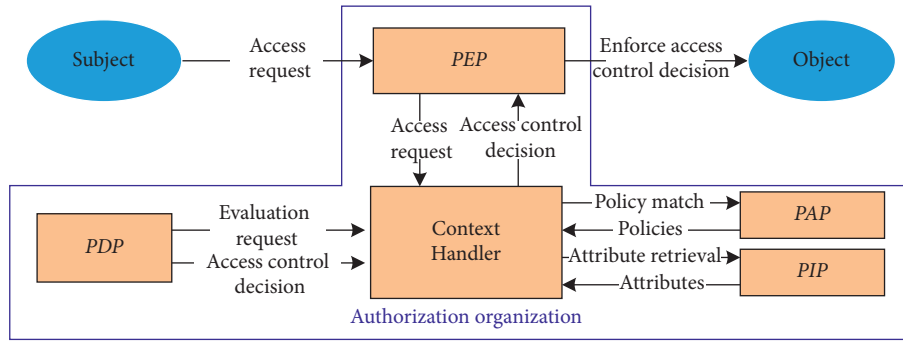 Subject
Access
request
PEP
Enforce access
control decision
Object
Access
request
Access control
decision
PDP
Evaluation
request
Access control
decision
Context
Handler
Policy match
Policies
Attribute retrieval
Attributes
PAP
PIP
Authorization organization